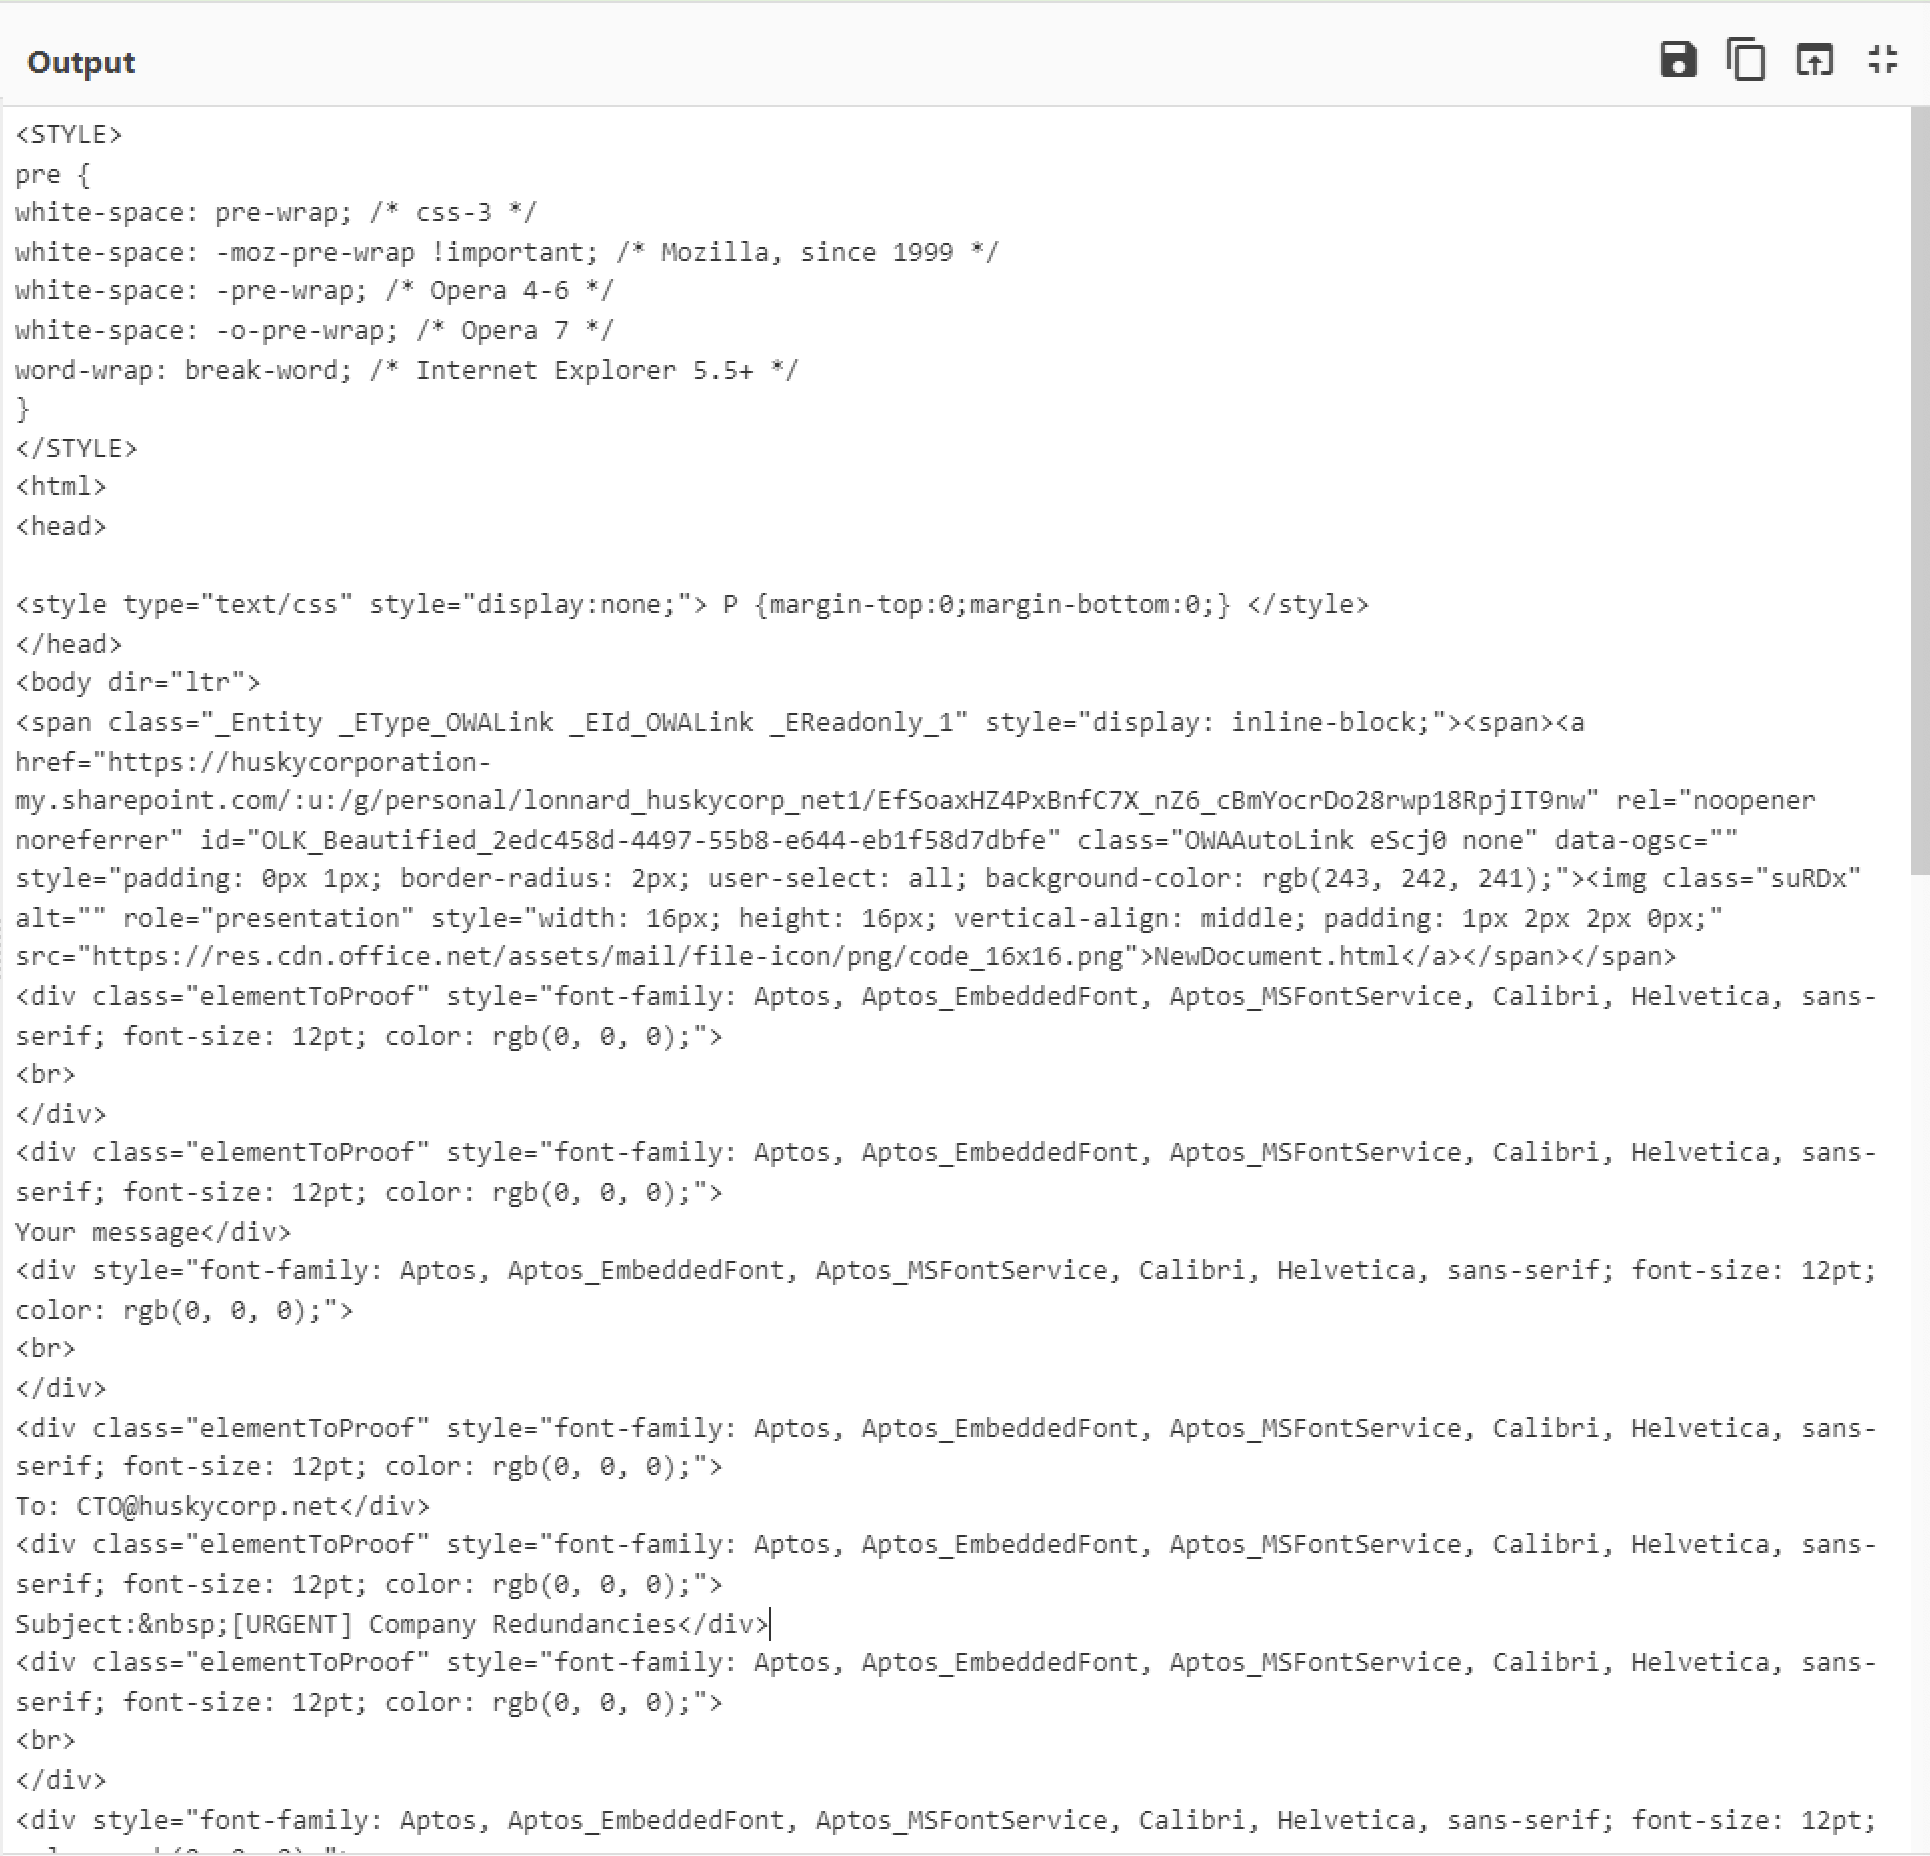 Output
<STYLE>
pre {
white-space: pre-wrap; /* css-3 */
white-space: -moz-pre-wrap !important; /* Mozilla, since 1999 */
white-space: -pre-wrap; /* Opera 4-6 */
white-space: -o-pre-wrap; /* Opera 7 */
word-wrap: break-word; /* Internet Explorer 5.5+ */
}
</STYLE>
<html>
<head>

<style type="text/css" style="display:none;"> P {margin-top:0;margin-bottom:0;} </style>
</head>
<body dir="ltr">
<span class="_Entity _EType_OWALink _EId_OWALink _EReadonly_1" style="display: inline-block;"><span><a
href="https://huskycorporation-
my.sharepoint.com/:u:/g/personal/lonnard_huskycorp_net1/EfSoaxHZ4PxBnfC7X_nZ6_cBmYocrDo28rwp18RpjIT9nw" rel="noopener
noreferrer" id="OLK_Beautified_2edc458d-4497-55b8-e644-eb1f58d7dbfe" class="OWAAutoLink eScj0 none" data-ogsc=""
style="padding: 0px 1px; border-radius: 2px; user-select: all; background-color: rgb(243, 242, 241);"><img class="suRDx"
alt="" role="presentation" style="width: 16px; height: 16px; vertical-align: middle; padding: 1px 2px 2px 0px;"
src="https://res.cdn.office.net/assets/mail/file-icon/png/code_16x16.png">NewDocument.html</a></span></span>
<div class="elementToProof" style="font-family: Aptos, Aptos_EmbeddedFont, Aptos_MSFontService, Calibri, Helvetica, sans-
serif; font-size: 12pt; color: rgb(0, 0, 0);">
<br>
</div>
<div class="elementToProof" style="font-family: Aptos, Aptos_EmbeddedFont, Aptos_MSFontService, Calibri, Helvetica, sans-
serif; font-size: 12pt; color: rgb(0, 0, 0);">
Your message</div>
<div style="font-family: Aptos, Aptos_EmbeddedFont, Aptos_MSFontService, Calibri, Helvetica, sans-serif; font-size: 12pt;
color: rgb(0, 0, 0);">
<br>
</div>
<div class="elementToProof" style="font-family: Aptos, Aptos_EmbeddedFont, Aptos_MSFontService, Calibri, Helvetica, sans-
serif; font-size: 12pt; color: rgb(0, 0, 0);">
To: CTO@huskycorp.net</div>
<div class="elementToProof" style="font-family: Aptos, Aptos_EmbeddedFont, Aptos_MSFontService, Calibri, Helvetica, sans-
serif; font-size: 12pt; color: rgb(0, 0, 0);">
Subject:&nbsp;[URGENT] Company Redundancies</div>
<div class="elementToProof" style="font-family: Aptos, Aptos_EmbeddedFont, Aptos_MSFontService, Calibri, Helvetica, sans-
serif; font-size: 12pt; color: rgb(0, 0, 0);">
<br>
</div>
<div style="font-family: Aptos, Aptos_EmbeddedFont, Aptos_MSFontService, Calibri, Helvetica, sans-serif; font-size: 12pt;